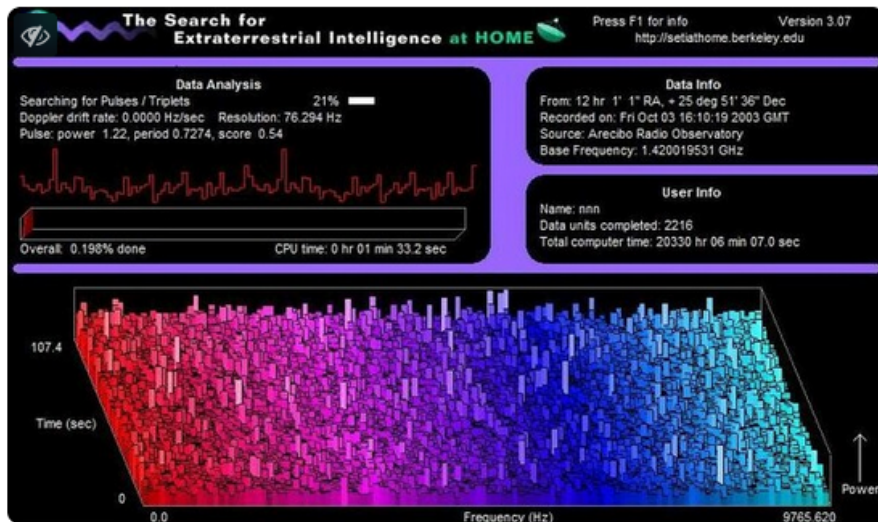 The Search for
Extraterrestrial Intelligence at HOME
Press F1 for info
Version 3.07
http://setiathome.berkeley.edu
Data Analysis
Searching for Pulses / Triplets 21%
Doppler drift rate: 0.0000 Hz/sec Resolution: 76.294 Hz
Pulse: power 1.22, period 0.7274, score 0.54
Overall: 0.198% done CPU time: 0 hr 01 min 33.2 sec
Data Info
From: 12 hr 1' 1" RA, + 25 deg 51' 36" Dec
Recorded on: Fri Oct 03 16:10:19 2003 GMT
Source: Arecibo Radio Observatory
Base Frequency: 1.420019531 GHz
User Info
Name: nnn
Data units completed: 2216
Total computer time: 20330 hr 06 min 07.0 sec
107.4
Time (sec)
0
0.0
Frequency (Hz)
9765.620
Power